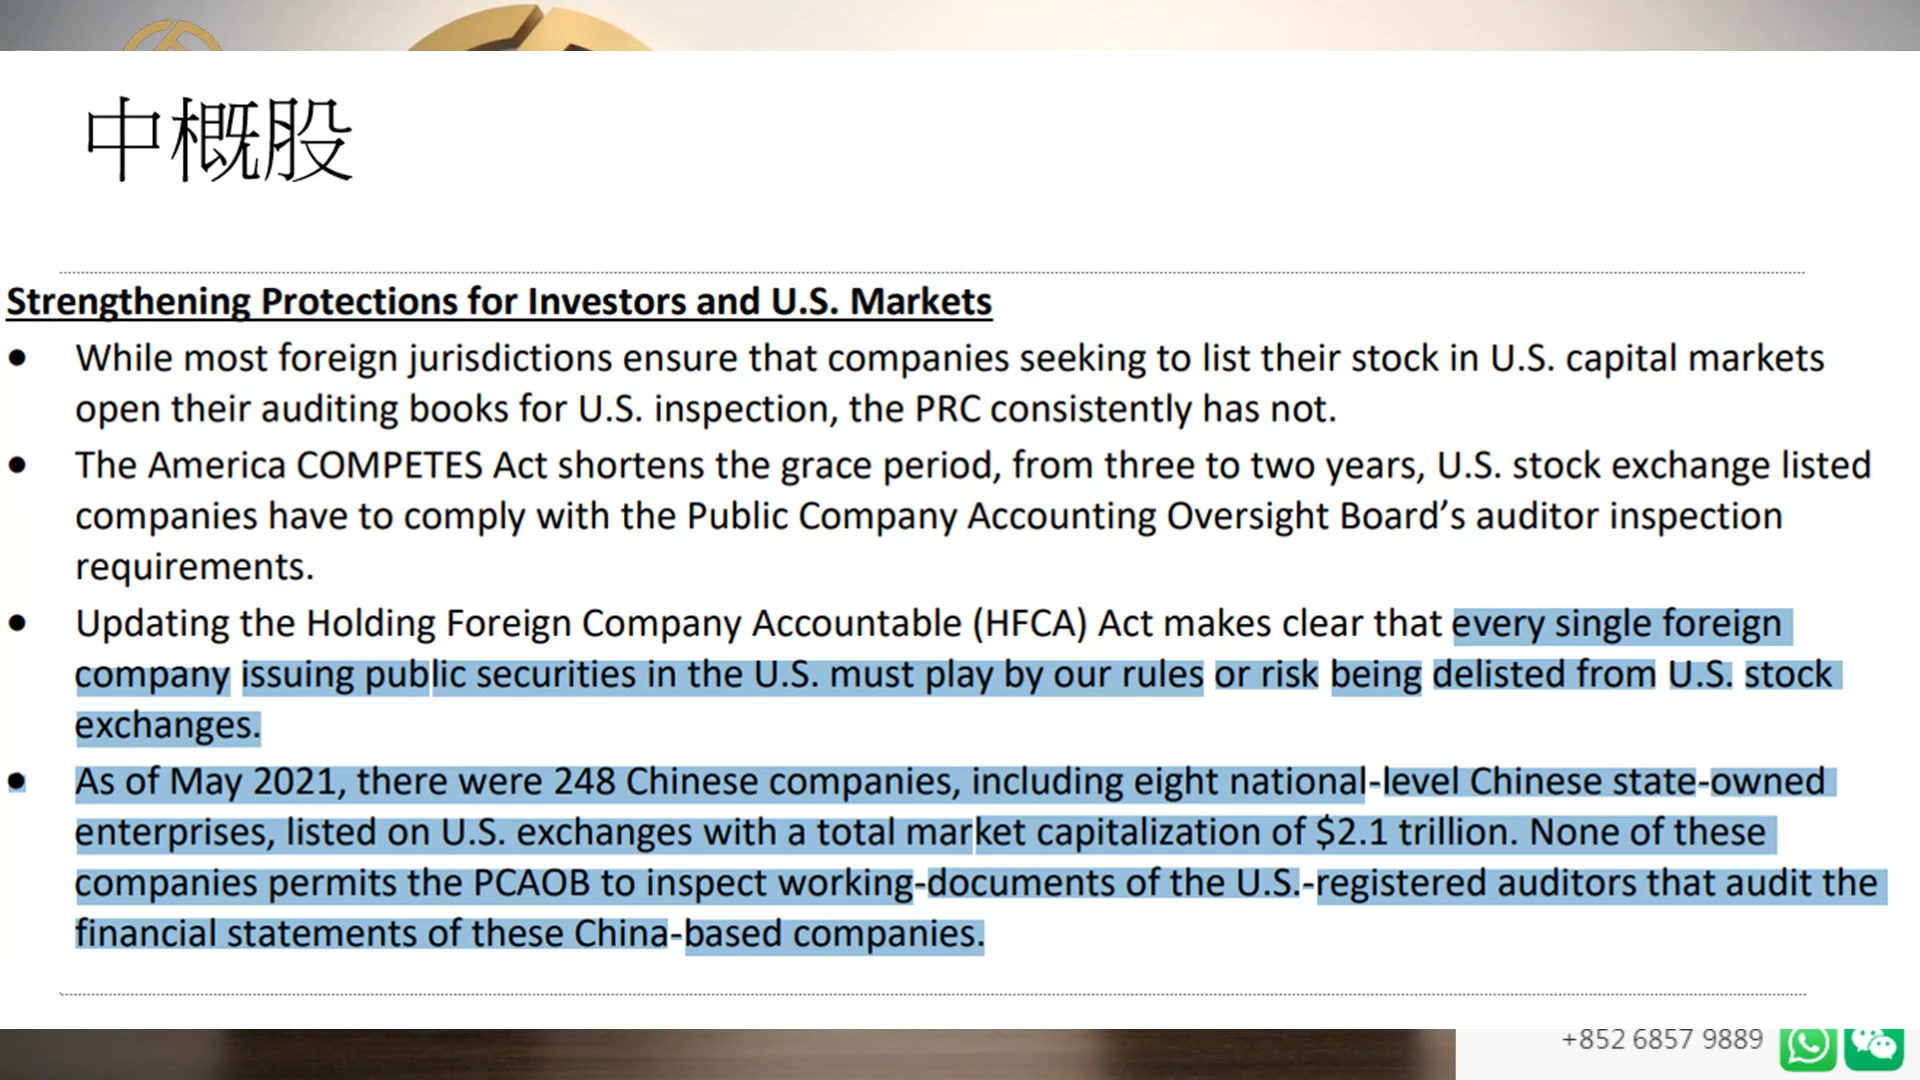 中概股
Strengthening Protections for Investors and U.S. Markets
● While most foreign jurisdictions ensure that companies seeking to list their stock in U.S. capital markets
open their auditing books for U.S. inspection, the PRC consistently has not.
● The America COMPETES Act shortens the grace period, from three to two years, U.S. stock exchange listed
companies have to comply with the Public Company Accounting Oversight Board’s auditor inspection
requirements.
● Updating the Holding Foreign Company Accountable (HFCA) Act makes clear that every single foreign
company issuing public securities in the U.S. must play by our rules or risk being delisted from U.S. stock
exchanges.
● As of May 2021, there were 248 Chinese companies, including eight national-level Chinese state-owned
enterprises, listed on U.S. exchanges with a total market capitalization of $2.1 trillion. None of these
companies permits the PCAOB to inspect working-documents of the U.S.-registered auditors that audit the
financial statements of these China-based companies.
+852 6857 9889